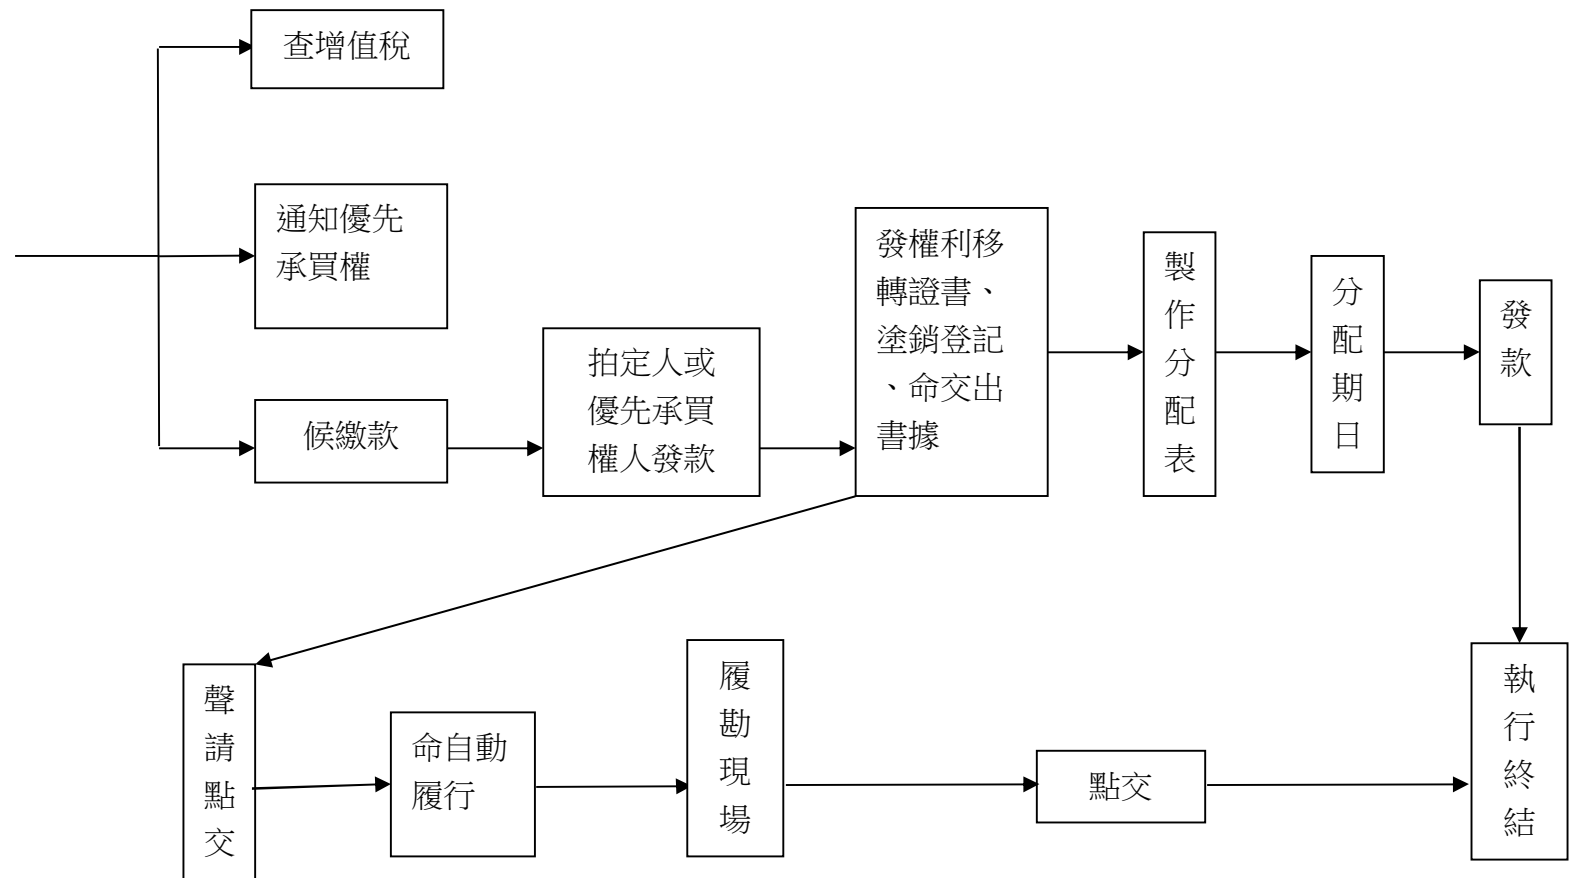 查增值稅
通知優先
承買權
候繳款
拍定人或
優先承買
權人發款
發權利移
轉證書、
塗銷登記
、命交出
書據
製作分配表
分配期日
發款
聲請點交
命自動
履行
履勘現場
點交
執行終結